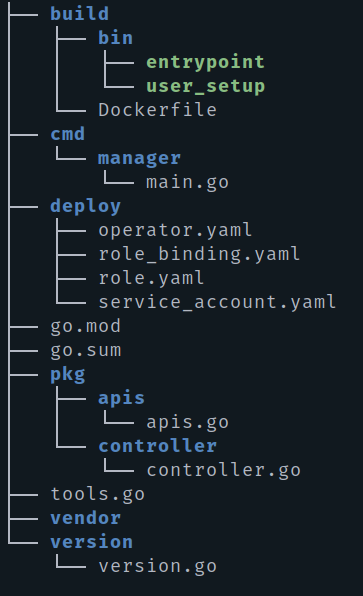 build
bin
entrypoint
user_setup
Dockerfile
cmd
manager
main.go
deploy
operator.yaml
role_binding.yaml
role.yaml
service_account.yaml
go.mod
go.sum
pkg
apis
apis.go
controller
controller.go
tools.go
vendor
version
version.go